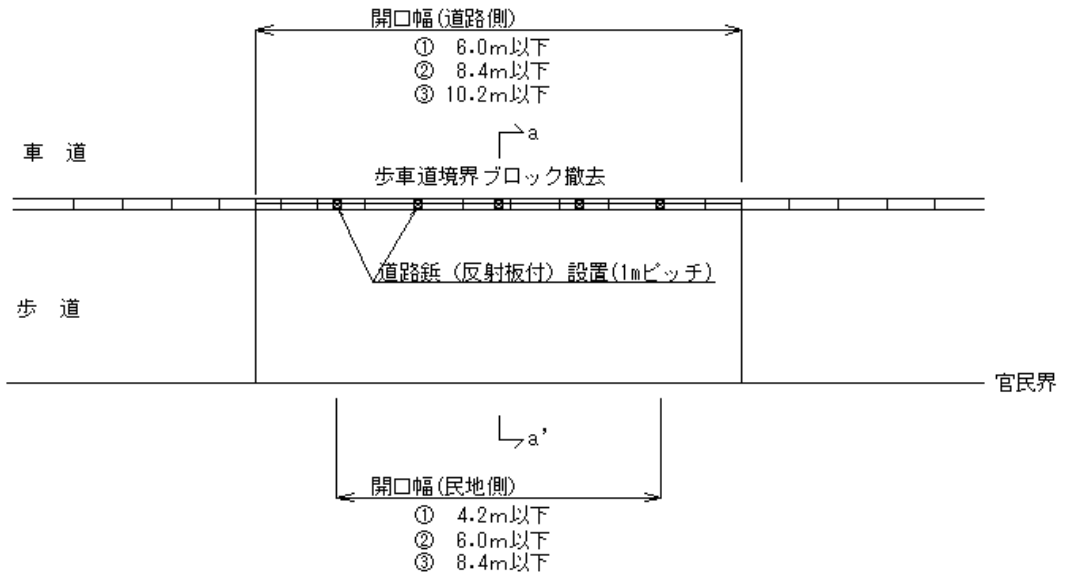 開口幅(道路側)
① 6.0m以下
② 8.4m以下
③ 10.2m以下
a
車 道
歩車道境界ブロック撤去
道路鋲(反射板付)設置(1mピッチ)
歩 道
官民界
a'
開口幅(民地側)
① 4.2m以下
② 6.0m以下
③ 8.4m以下